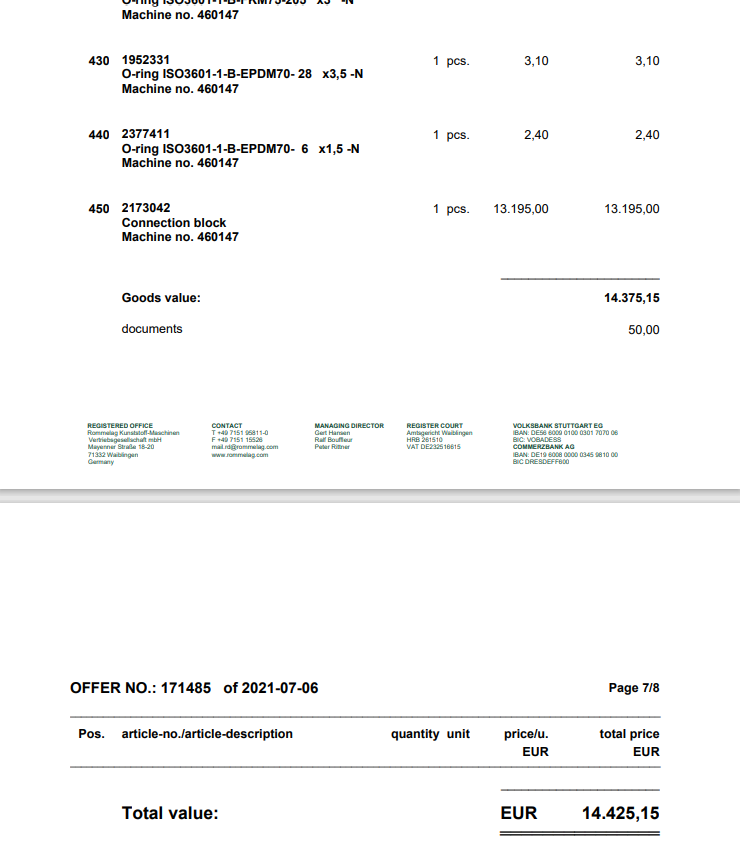 O-ring ISO3601-1-B-FKM75-205 x3 -N
Machine no. 460147
430 1952331 1 pcs. 3,10 3,10
O-ring ISO3601-1-B-EPDM70- 28 x3,5 -N
Machine no. 460147
440 2377411 1 pcs. 2,40 2,40
O-ring ISO3601-1-B-EPDM70- 6 x1,5 -N
Machine no. 460147
450 2173042 1 pcs. 13.195,00 13.195,00
Connection block
Machine no. 460147
Goods value: 14.375,15
documents 50,00
REGISTERED OFFICE
Rommelag Kunststoff-Maschinen
Vertriebsgesellschaft mbH
Mayenner Straße 18-20
71332 Waiblingen
Germany
CONTACT
T +49 7151 95811-0
F +49 7151 15526
mail.rd@rommelag.com
www.rommelag.com
MANAGING DIRECTOR
Gert Hansen
Ralf Bouffleur
Peter Rittner
REGISTER COURT
Amtsgericht Waiblingen
HRB 261510
VAT DE232516615
VOLKSBANK STUTTGART EG
IBAN: DE56 6009 0100 0301 7070 06
BIC: VOBADESS
COMMERZBANK AG
IBAN: DE19 6008 0000 0345 9810 00
BIC DRESDEFF600
OFFER NO.: 171485 of 2021-07-06 Page 7/8
Pos. article-no./article-description quantity unit price/u. total price
EUR EUR
Total value: EUR 14.425,15